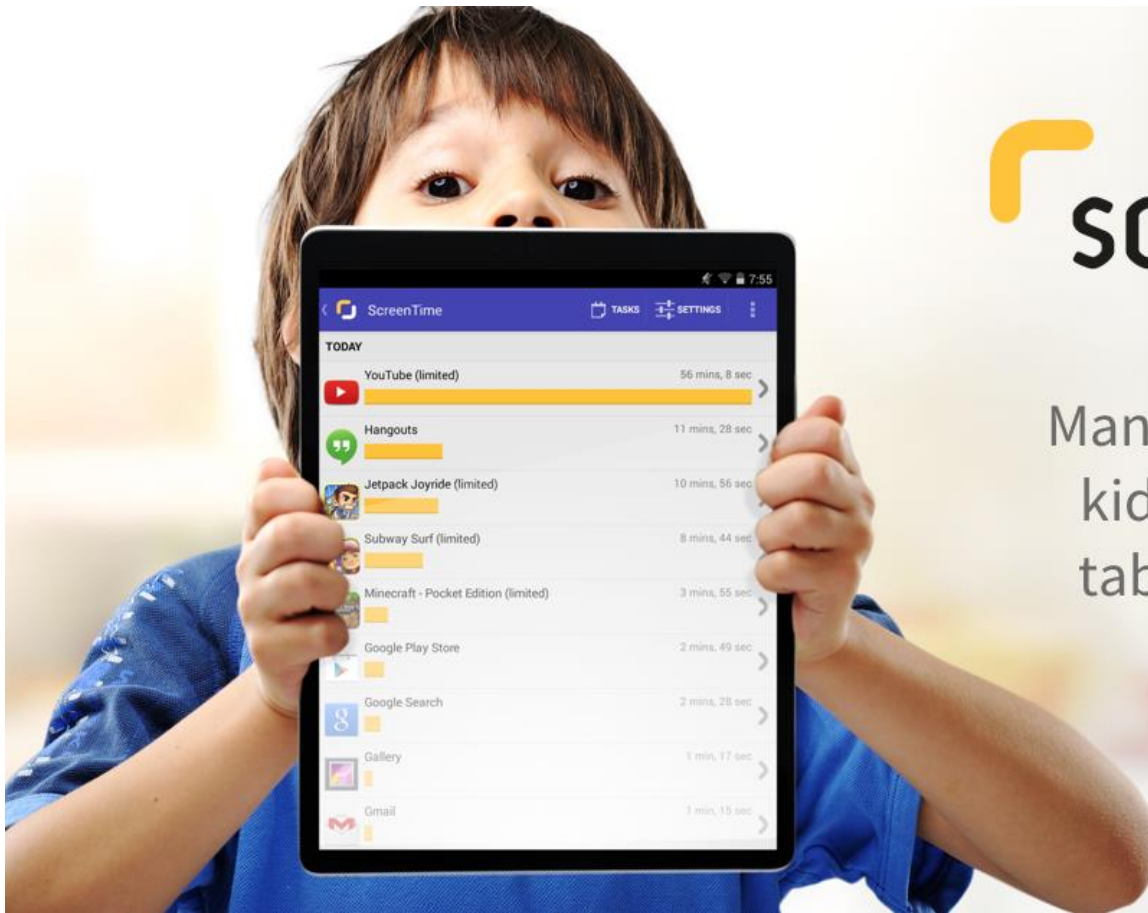 7:55
ScreenTime TASKS SETTINGS
TODAY
YouTube (limited) 56 mins, 8 sec
Hangouts 11 mins, 28 sec
Jetpack Joyride (limited) 10 mins, 56 sec
Subway Surf (limited) 8 mins, 44 sec
Minecraft - Pocket Edition (limited) 3 mins, 55 sec
Google Play Store 2 mins, 49 sec
Google Search 2 mins, 28 sec
Gallery 1 min, 17 sec
Gmail 1 min, 15 sec
sc
Man
kid
tab